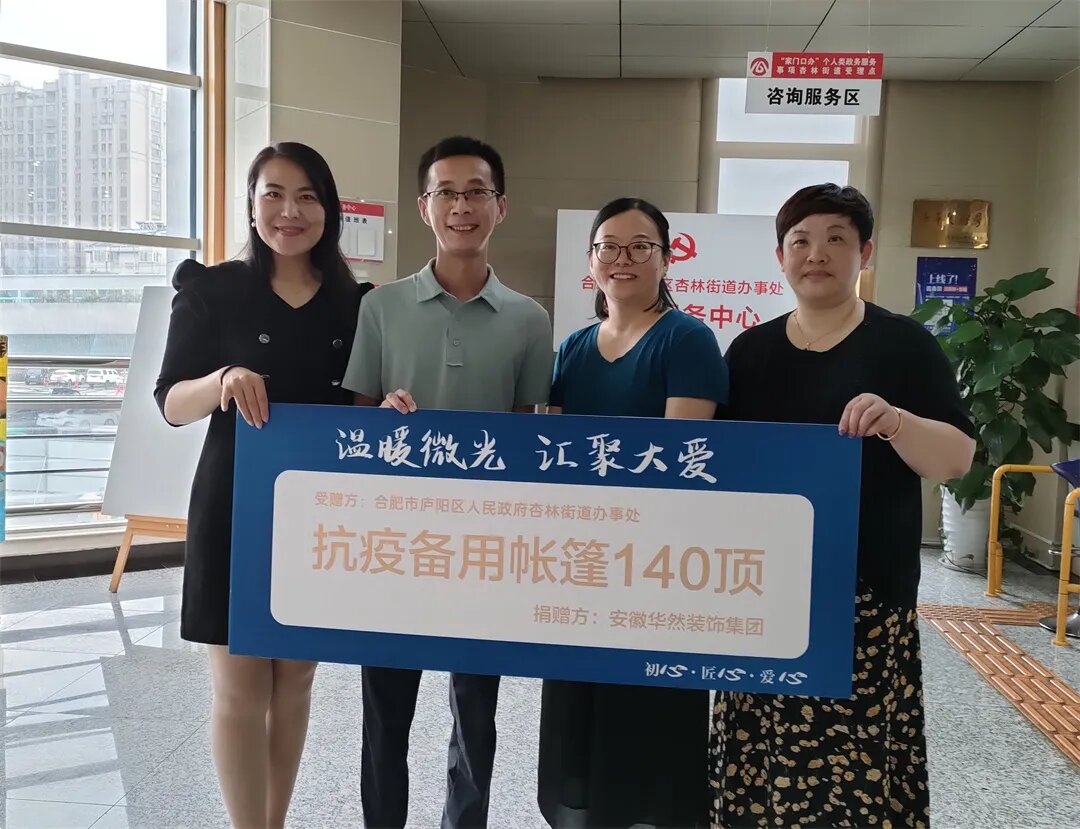 "家门口办"个人类政务服务
事项杏林街道受理点
咨询服务区
值班表
合
区杏林街道办事处
务中心
上线了!
温暖微光 汇聚大爱
受赠方：合肥市庐阳区人民政府杏林街道办事处
抗疫备用帐篷140顶
捐赠方：安徽华然装饰集团
初心·匠心·爱心